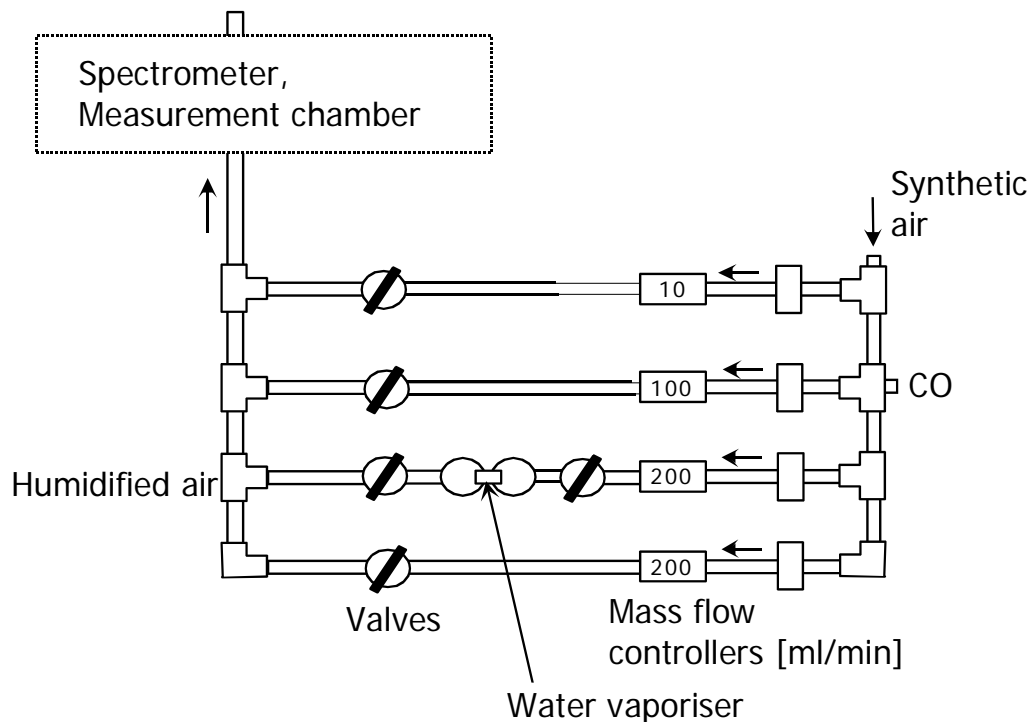 Spectrometer,
Measurement chamber
Synthetic
air
10
100
CO
Humidified air
200
200
Valves
Mass flow
controllers [ml/min]
Water vaporiser